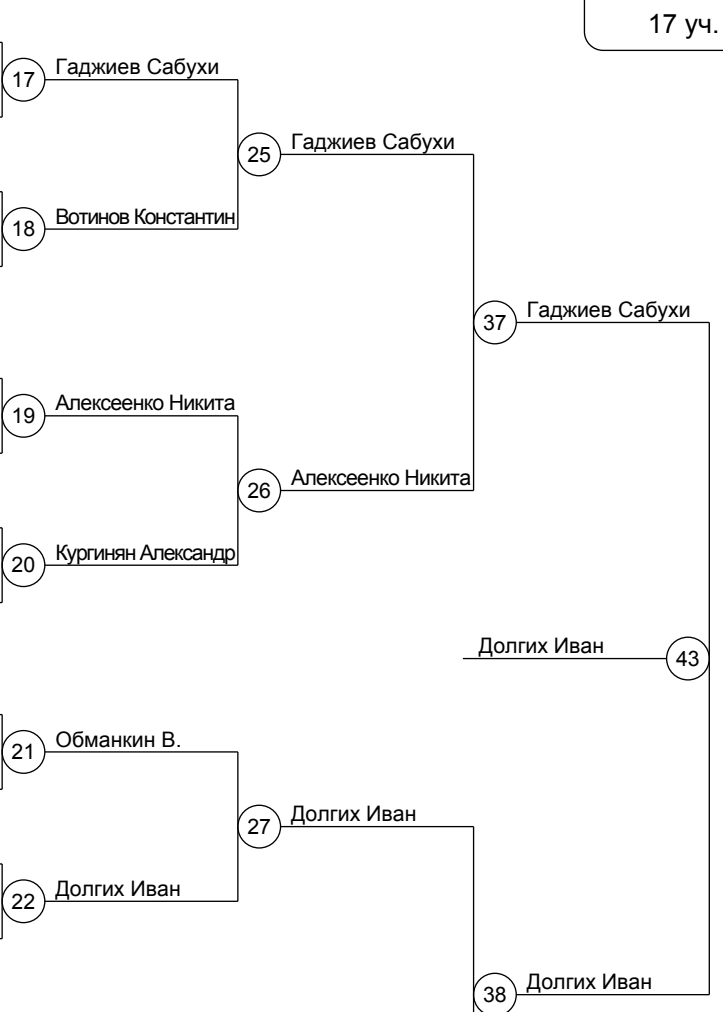 17 уч.
17 Гаджиев Сабухи
25 Гаджиев Сабухи
18 Вотинов Константин
37 Гаджиев Сабухи
19 Алексеенко Никита
26 Алексеенко Никита
20 Кургинян Александр
Долгих Иван 43
21 Обманкин В.
27 Долгих Иван
22 Долгих Иван
38 Долгих Иван